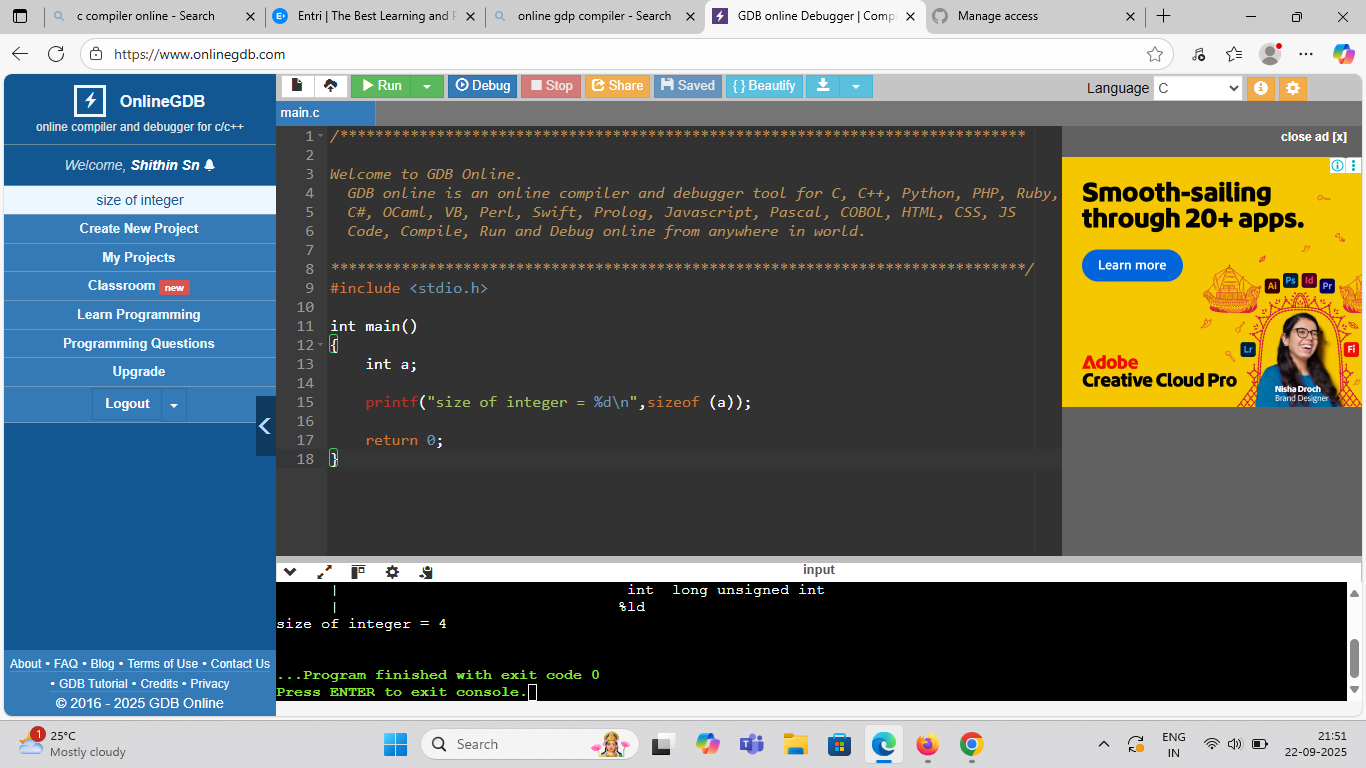 c compiler online - Search
Entri | The Best Learning and R
online gdp compiler - Search
GDB online Debugger | Compi
Manage access
https://www.onlinegdb.com
OnlineGDB
online compiler and debugger for c/c++
Welcome, Shithin Sn
size of integer
Create New Project
My Projects
Classroom new
Learn Programming
Programming Questions
Upgrade
Logout
About • FAQ • Blog • Terms of Use • Contact Us
• GDB Tutorial • Credits • Privacy
© 2016 - 2025 GDB Online
Run
Debug
Stop
Share
Saved
{ } Beautify
Language C
main.c
1 /******************************************************************************
2
3 Welcome to GDB Online.
4 GDB online is an online compiler and debugger tool for C, C++, Python, PHP, Ruby,
5 C#, OCaml, VB, Perl, Swift, Prolog, Javascript, Pascal, COBOL, HTML, CSS, JS
6 Code, Compile, Run and Debug online from anywhere in world.
7
8 *******************************************************************************/
9 #include <stdio.h>
10
11 int main()
12 {
13 int a;
14
15 printf("size of integer = %d\n",sizeof (a));
16
17 return 0;
18 }
close ad [x]
Smooth-sailing
through 20+ apps.
Learn more
Ai
Ps
Id
Pr
Lr
Fi
Adobe
Creative Cloud Pro
Nisha Droch
Brand Designer
input
| int long unsigned int
| %ld
size of integer = 4
...Program finished with exit code 0
Press ENTER to exit console.
1
25°C
Mostly cloudy
Search
ENG
IN
21:51
22-09-2025